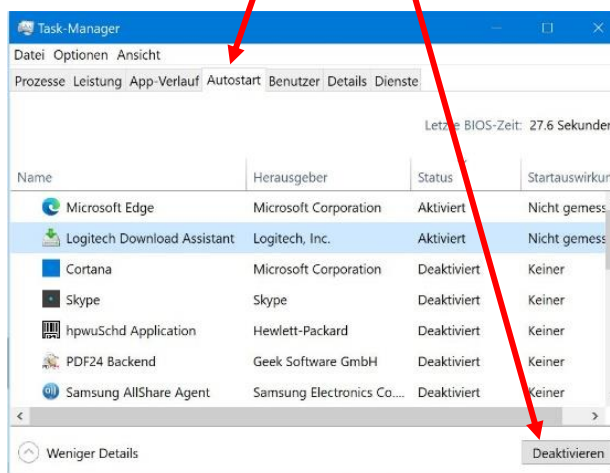 Task-Manager
Datei Optionen Ansicht
Prozesse Leistung App-Verlauf Autostart Benutzer Details Dienste
Letzte BIOS-Zeit: 27.6 Sekunden
Name Herausgeber Status Startauswirkun
Microsoft Edge Microsoft Corporation Aktiviert Nicht gemess
Logitech Download Assistant Logitech, Inc. Aktiviert Nicht gemess
Cortana Microsoft Corporation Deaktiviert Keiner
Skype Skype Deaktiviert Keiner
hpwuSchd Application Hewlett-Packard Deaktiviert Keiner
PDF24 Backend Geek Software GmbH Deaktiviert Keiner
Samsung AllShare Agent Samsung Electronics Co.... Deaktiviert Keiner
Weniger Details Deaktivieren